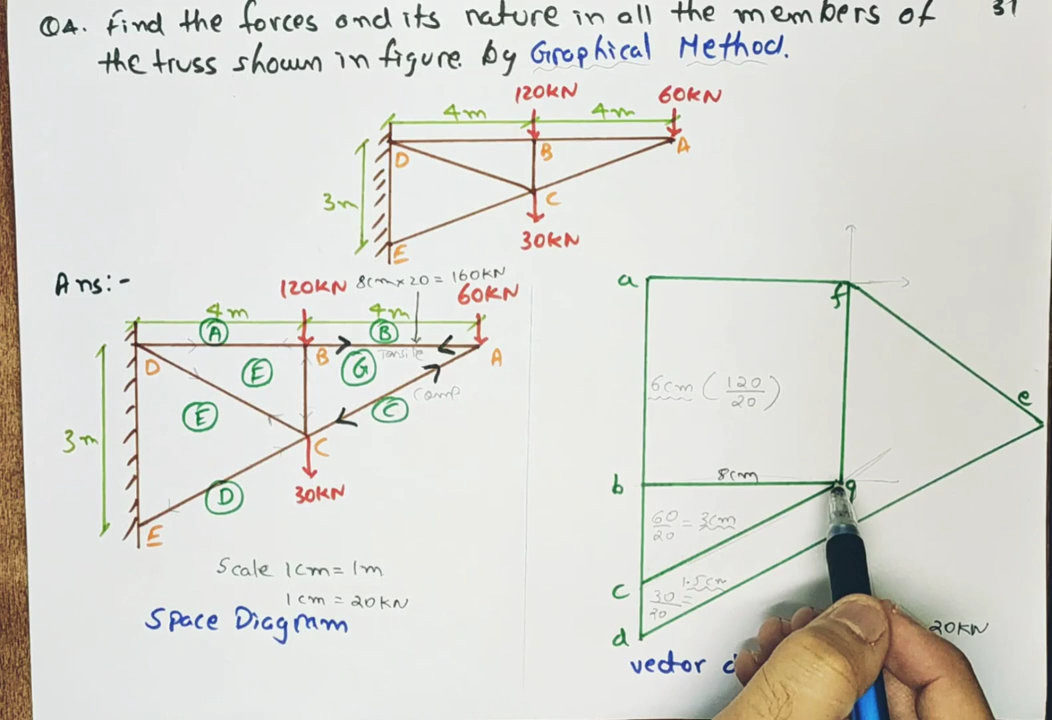 Q4. Find the forces and its nature in all the members of
31
the truss shown in figure by Graphical Method.
120KN
60KN
4m
4m
D
B
A
3m
C
30KN
E
Ans:-
120KN
8cm×20 = 160KN
60KN
4m
4m
A
B
D
B
Tensile
A
F
G
E
Comp
C
3m
C
D
30KN
E
Scale 1cm = 1m
1cm = 20KN
Space Diagram
a
f
6cm (120/20)
e
8cm
b
g
60/20 = 3cm
c
1.5cm
30/20 =
d
20KN
vector